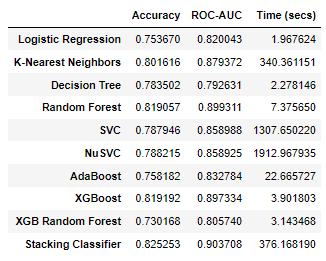 Accuracy ROC-AUC Time (secs)
Logistic Regression 0.753670 0.820043 1.967624
K-Nearest Neighbors 0.801616 0.879372 340.361151
Decision Tree 0.783502 0.792631 2.278146
Random Forest 0.819057 0.899311 7.375650
SVC 0.787946 0.858988 1307.650220
NuSVC 0.788215 0.858925 1912.967935
AdaBoost 0.758182 0.832784 22.665727
XGBoost 0.819192 0.897334 3.901803
XGB Random Forest 0.730168 0.805740 3.143468
Stacking Classifier 0.825253 0.903708 376.168190